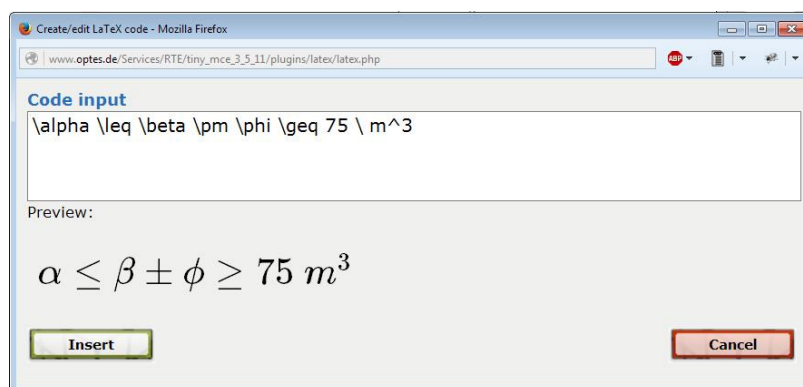 Create/edit LaTeX code - Mozilla Firefox
www.optes.de/Services/RTE/tiny_mce_3_5_11/plugins/latex/latex.php
ABP
Code input
\alpha \leq \beta \pm \phi \geq 75 \ m^3
Preview:
α ≤ β ± ϕ ≥ 75 m³
Insert
Cancel